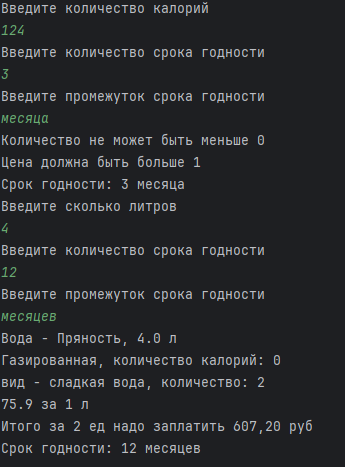 Введите количество калорий
124
Введите количество срока годности
3
Введите промежуток срока годности
месяца
Количество не может быть меньше 0
Цена должна быть больше 1
Срок годности: 3 месяца
Введите сколько литров
4
Введите количество срока годности
12
Введите промежуток срока годности
месяцев
Вода - Пряность, 4.0 л
Газированная, количество калорий: 0
вид - сладкая вода, количество: 2
75.9 за 1 л
Итого за 2 ед надо заплатить 607,20 руб
Срок годности: 12 месяцев